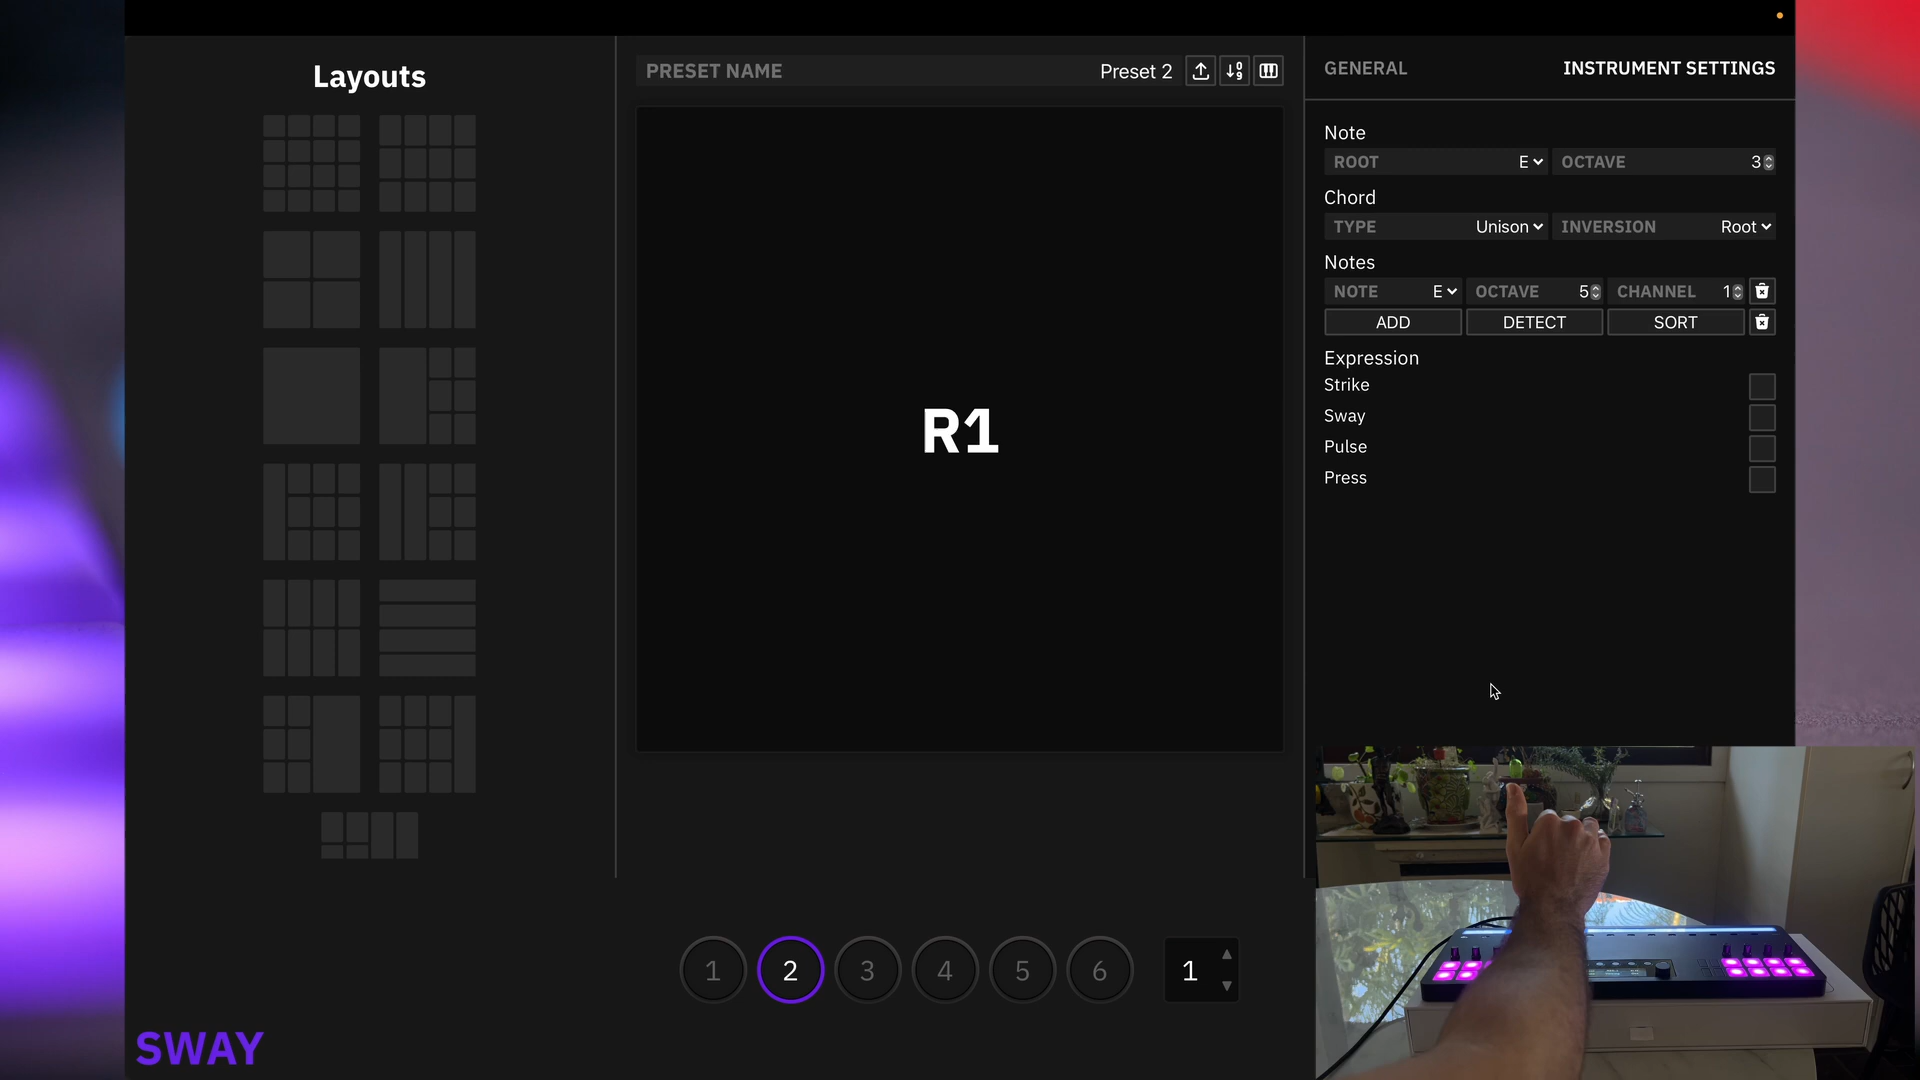 Layouts
PRESET NAME Preset 2
R1
1 2 3 4 5 6 1
SWAY
GENERAL INSTRUMENT SETTINGS
Note
ROOT E OCTAVE 3
Chord
TYPE Unison INVERSION Root
Notes
NOTE E OCTAVE 5 CHANNEL 1
ADD DETECT SORT
Expression
Strike
Sway
Pulse
Press